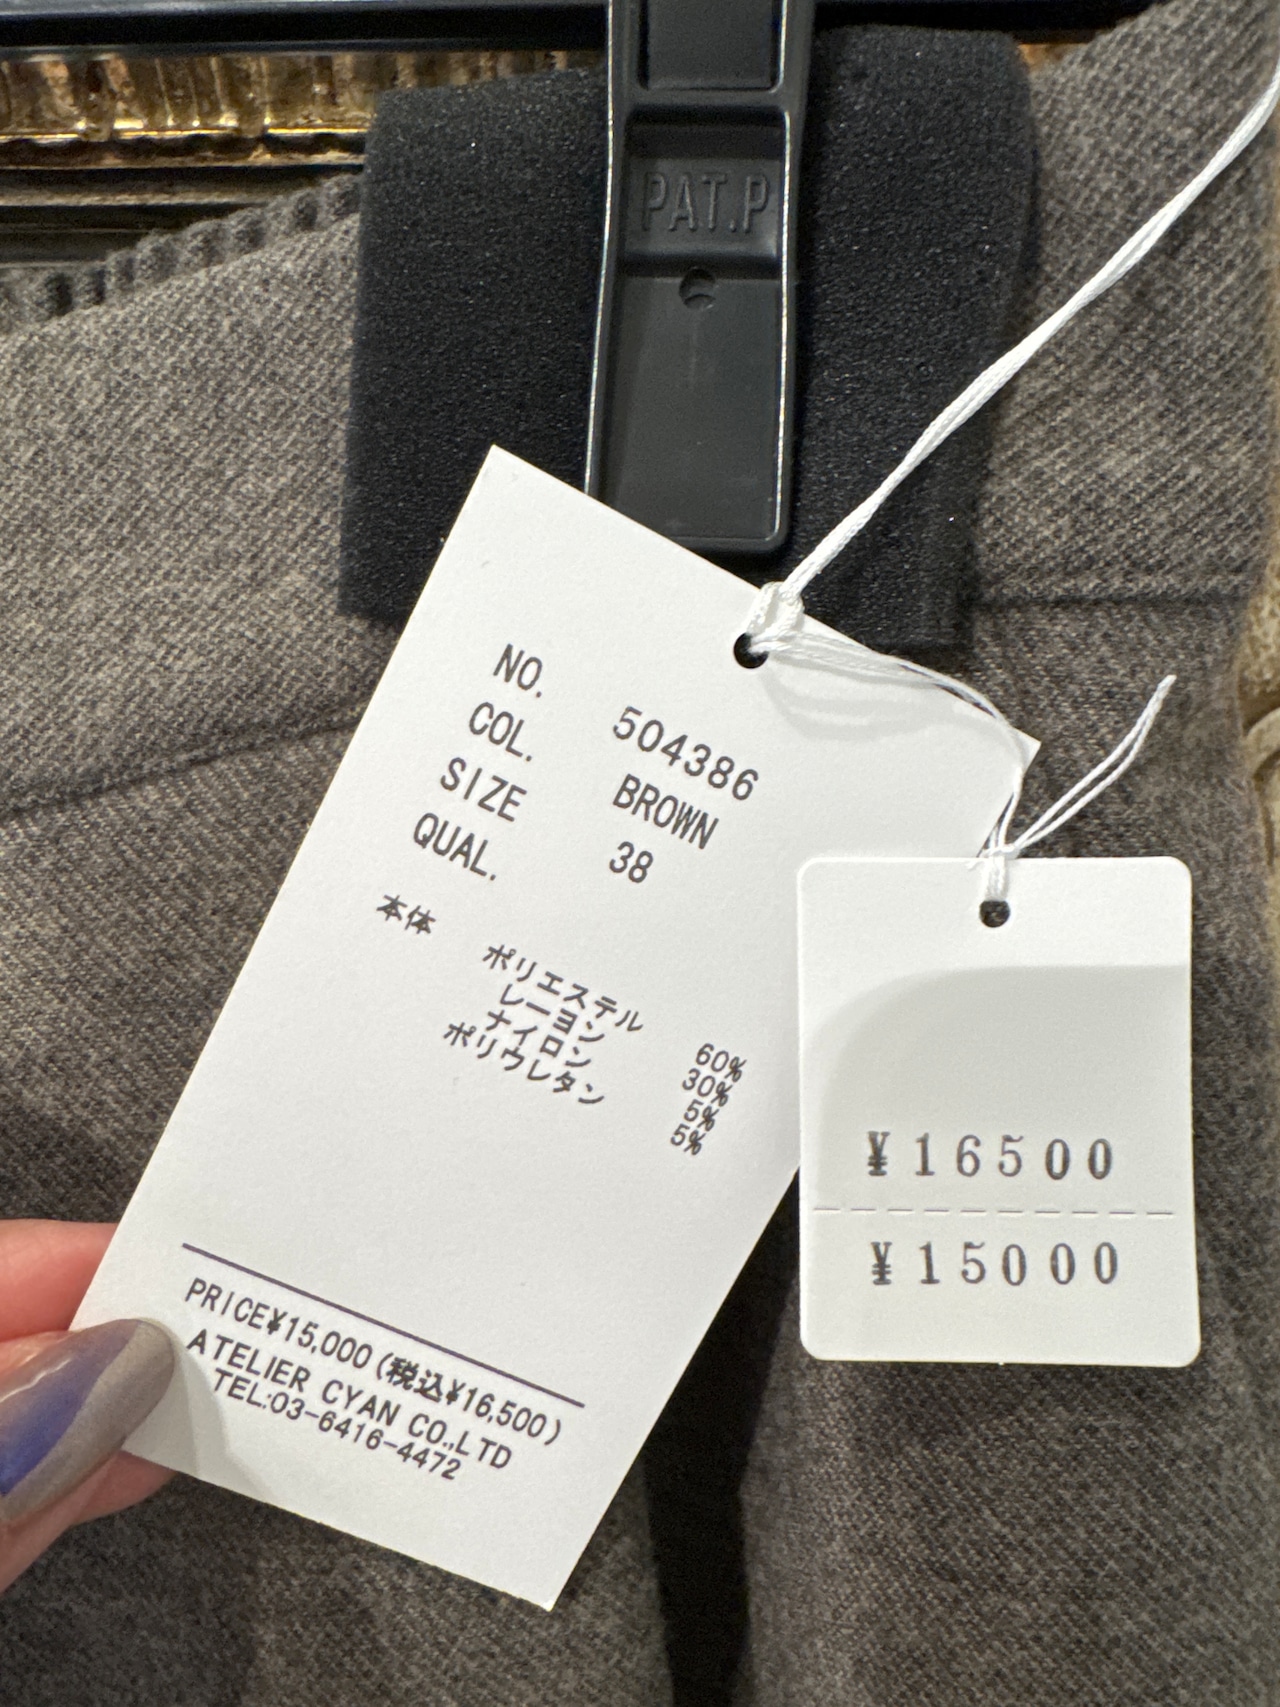 PAT.P
NO. 504386
COL. BROWN
SIZE 38
QUAL.
本体
ポリエステル 60%
レーヨン 30%
ナイロン 5%
ポリウレタン 5%
PRICE¥15,000(税込¥16,500)
ATELIER CYAN CO.,LTD
TEL:03-6416-4472
¥16500
¥15000